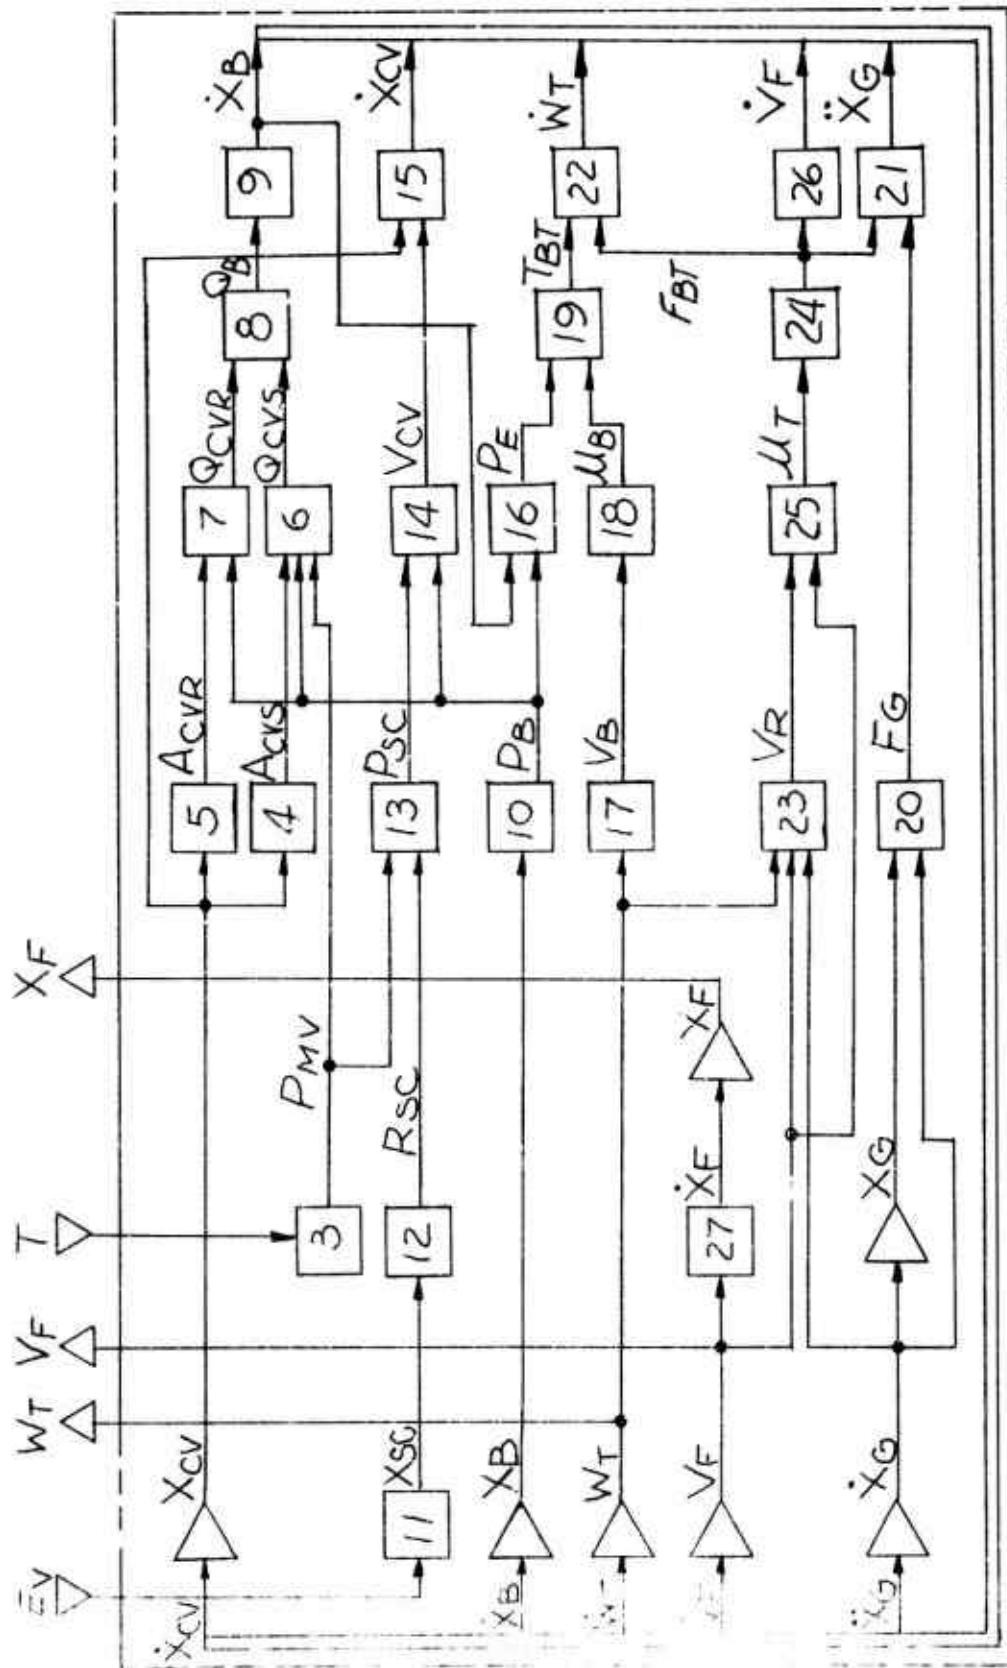 E̅V WT VF T XF
ẊCV XCV 5 ACVR 7 QCVR
4 ACVS 6 QCVS 8 QB 9 ẊB
3 PMV
11 XSC 12 RSC 13 PSC 14 VCV 15 ẊCV
ẊB XB 10 PB 16 PE
19 TBT 22 ẆT
ẆT WT 17 VB 18 μB
FBT
VF 27 ẊF XF
23 VR 25 μT 24 26 V̇F
ẌG ẊG XG 20 FG 21 ẌG